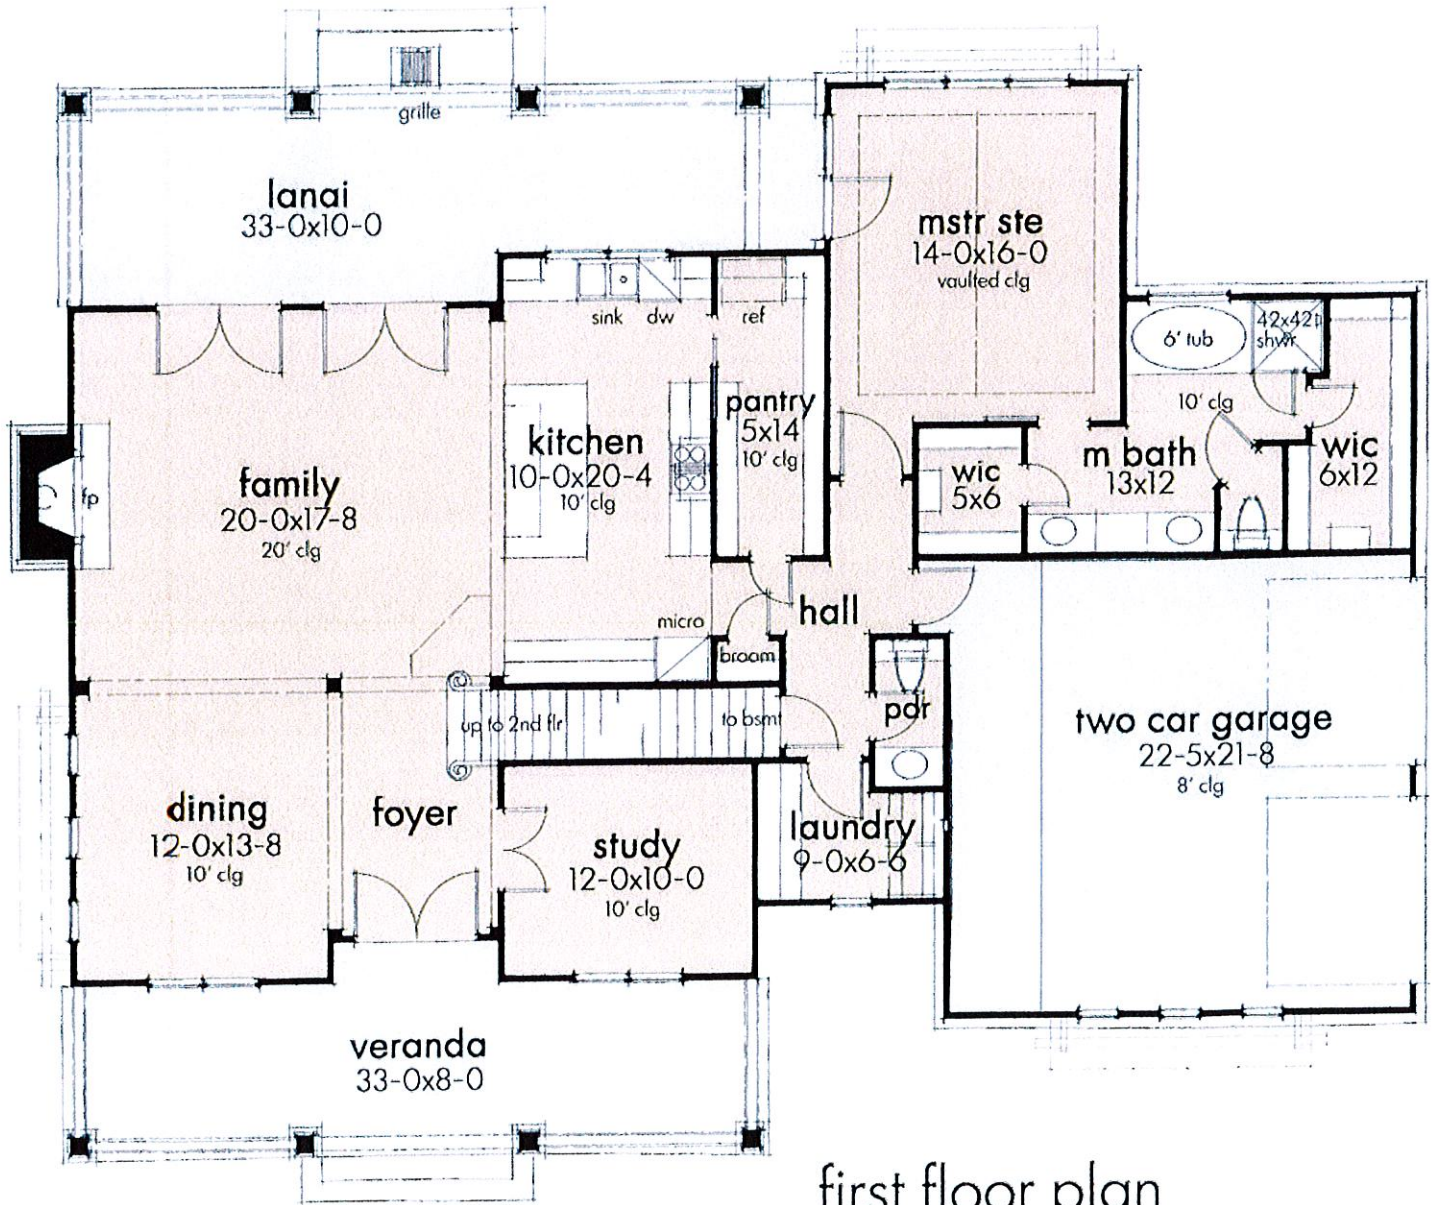 grille
lanai
33-0x10-0
mstr ste
14-0x16-0
vaulted clg
sink
dw
ref
6' tub
42x42
shwr
10' clg
pantry
5x14
10' clg
kitchen
10-0x20-4
10' clg
wic
5x6
m bath
13x12
wic
6x12
fp
family
20-0x17-8
20' clg
micro
hall
broom
up to 2nd flr
to bsmt
pdr
two car garage
22-5x21-8
8' clg
dining
12-0x13-8
10' clg
foyer
study
12-0x10-0
10' clg
laundry
9-0x6-6
veranda
33-0x8-0
first floor plan